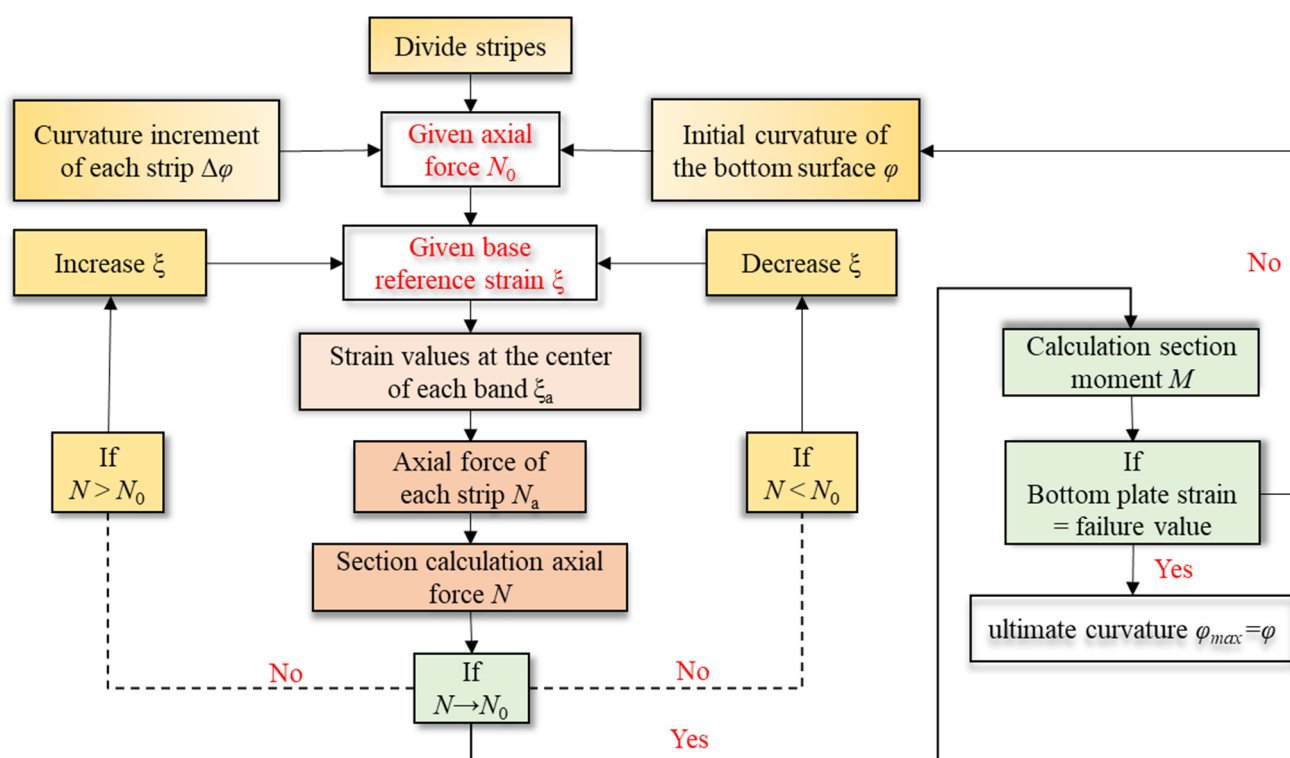 Divide stripes
Curvature increment
of each strip Δφ
Given axial
force N₀
Initial curvature of
the bottom surface φ
Increase ξ
Given base
reference strain ξ
Decrease ξ
No
Strain values at the center
of each band ξₐ
Calculation section
moment M
If
N > N₀
Axial force of
each strip Nₐ
If
N < N₀
If
Bottom plate strain
= failure value
Section calculation axial
force N
Yes
ultimate curvature φₘₐₓ=φ
No
If
N→N₀
No
Yes